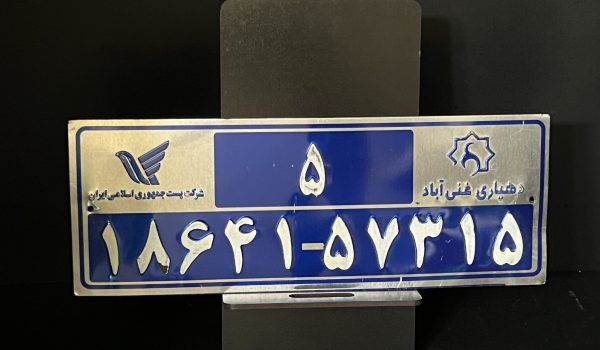 دهیاری غنی آباد
۵
شرکت پست جمهوری اسلامی ایران
۱۸۶۴۱-۵۷۳۱۵